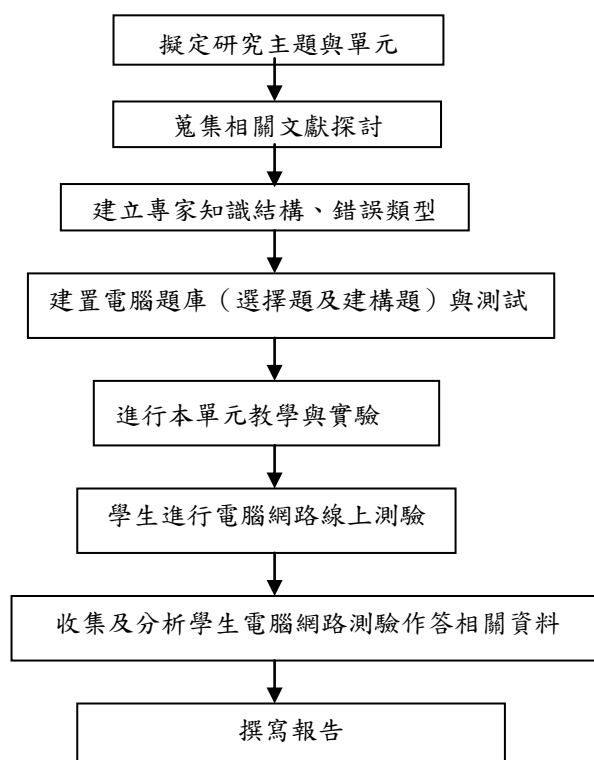 擬定研究主題與單元
蒐集相關文獻探討
建立專家知識結構、錯誤類型
建置電腦題庫（選擇題及建構題）與測試
進行本單元教學與實驗
學生進行電腦網路線上測驗
收集及分析學生電腦網路測驗作答相關資料
撰寫報告